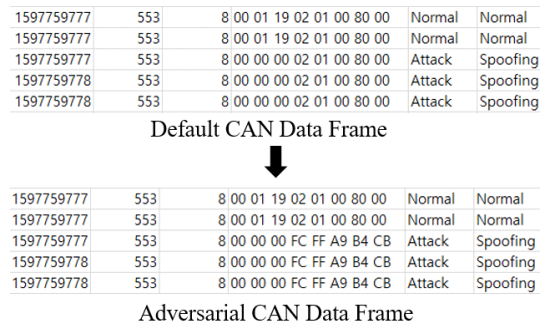 1597759777 553 8 00 01 19 02 01 00 80 00 Normal Normal
1597759777 553 8 00 01 19 02 01 00 80 00 Normal Normal
1597759777 553 8 00 00 00 02 01 00 80 00 Attack Spoofing
1597759778 553 8 00 00 00 02 01 00 80 00 Attack Spoofing
1597759778 553 8 00 00 00 02 01 00 80 00 Attack Spoofing
Default CAN Data Frame
1597759777 553 8 00 01 19 02 01 00 80 00 Normal Normal
1597759777 553 8 00 01 19 02 01 00 80 00 Normal Normal
1597759777 553 8 00 00 00 FC FF A9 B4 CB Attack Spoofing
1597759778 553 8 00 00 00 FC FF A9 B4 CB Attack Spoofing
1597759778 553 8 00 00 00 FC FF A9 B4 CB Attack Spoofing
Adversarial CAN Data Frame